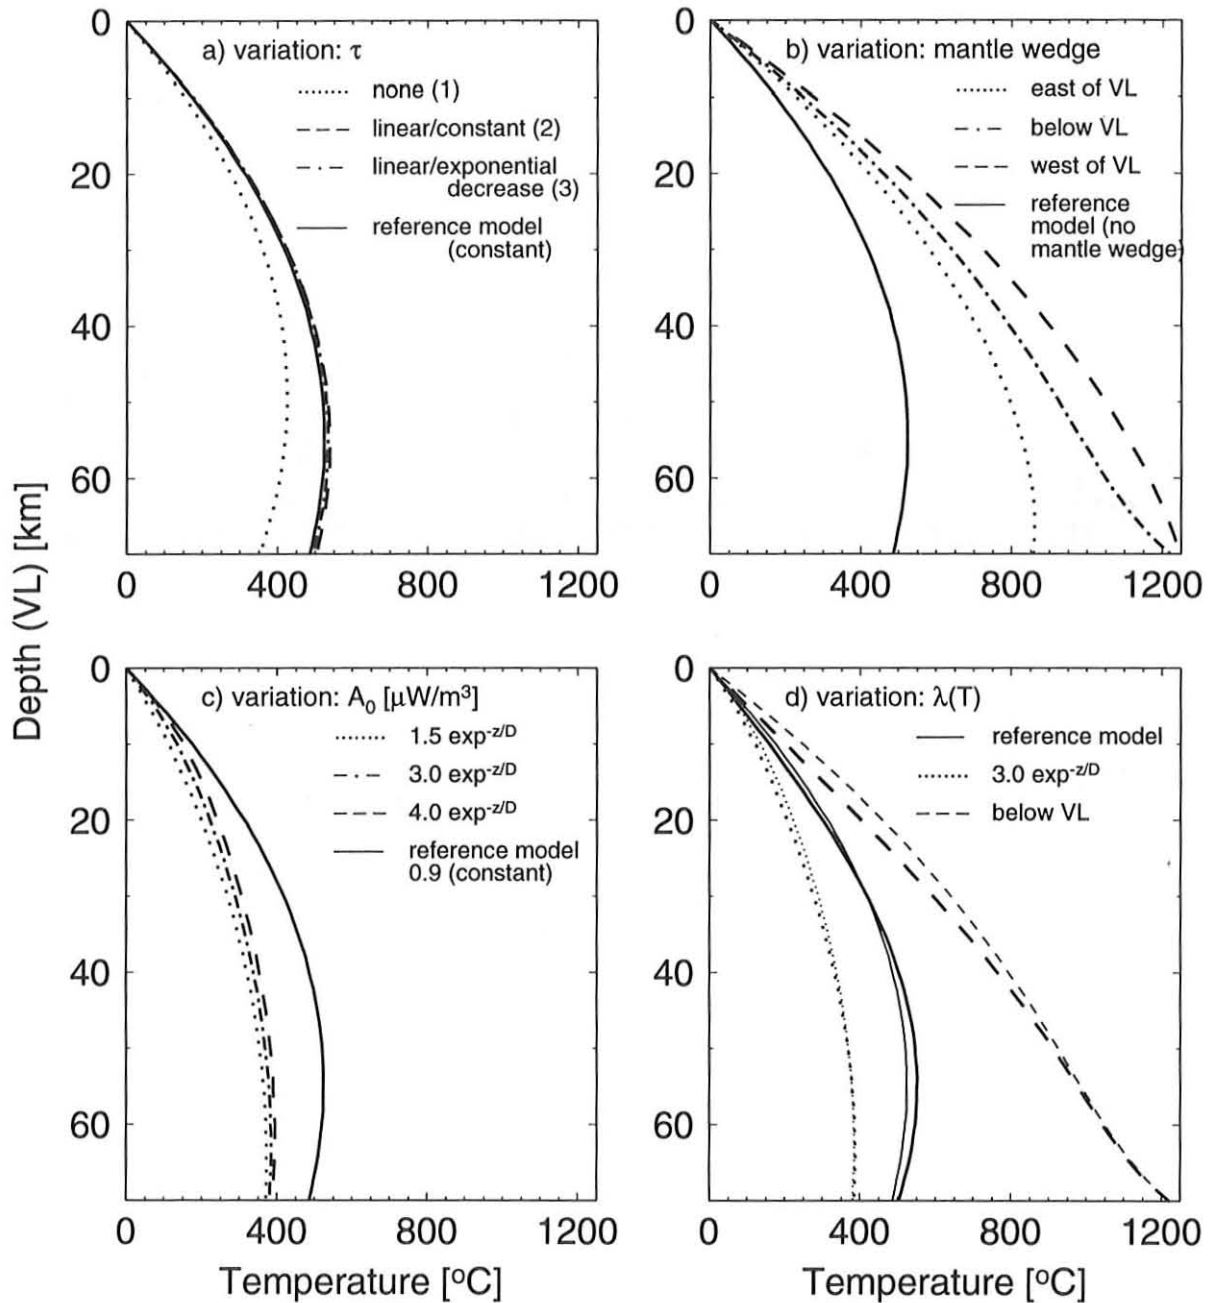 a) variation: τ
none (1)
linear/constant (2)
linear/exponential
decrease (3)
reference model
(constant)
0
20
40
60
0 400 800 1200
b) variation: mantle wedge
east of VL
below VL
west of VL
reference
model (no
mantle wedge)
0
20
40
60
0 400 800 1200
Depth (VL) [km]
c) variation: A₀ [μW/m³]
1.5 exp⁻ᶻ/ᴰ
3.0 exp⁻ᶻ/ᴰ
4.0 exp⁻ᶻ/ᴰ
reference model
0.9 (constant)
0
20
40
60
0 400 800 1200
Temperature [°C]
d) variation: λ(T)
reference model
3.0 exp⁻ᶻ/ᴰ
below VL
0
20
40
60
0 400 800 1200
Temperature [°C]